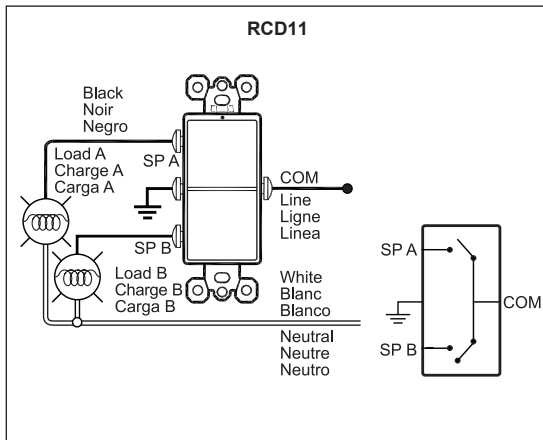 RCD11
Black
Noir
Negro
Load A
Charge A
Carga A
SP A
COM
Line
Ligne
Linea
SP B
Load B
Charge B
Carga B
White
Blanc
Blanco
Neutral
Neutre
Neutro
SP A
COM
SP B